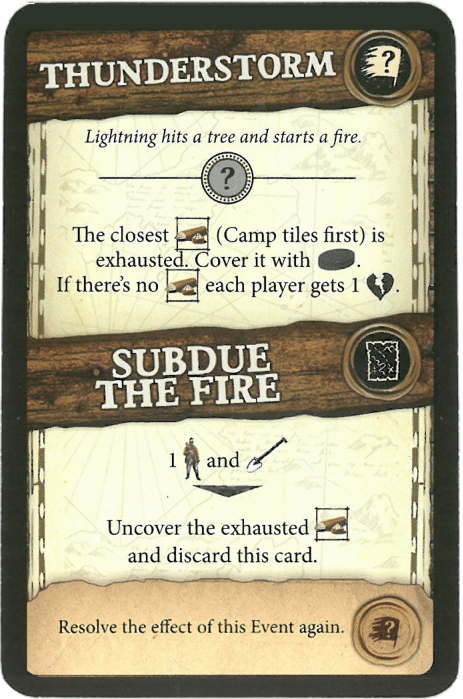 THUNDERSTORM
?
Lightning hits a tree and starts a fire.
?
The closest (Camp tiles first) is
exhausted. Cover it with .
If there's no each player gets 1 .
SUBDUE
THE FIRE
1 and
Uncover the exhausted
and discard this card.
Resolve the effect of this Event again.
?